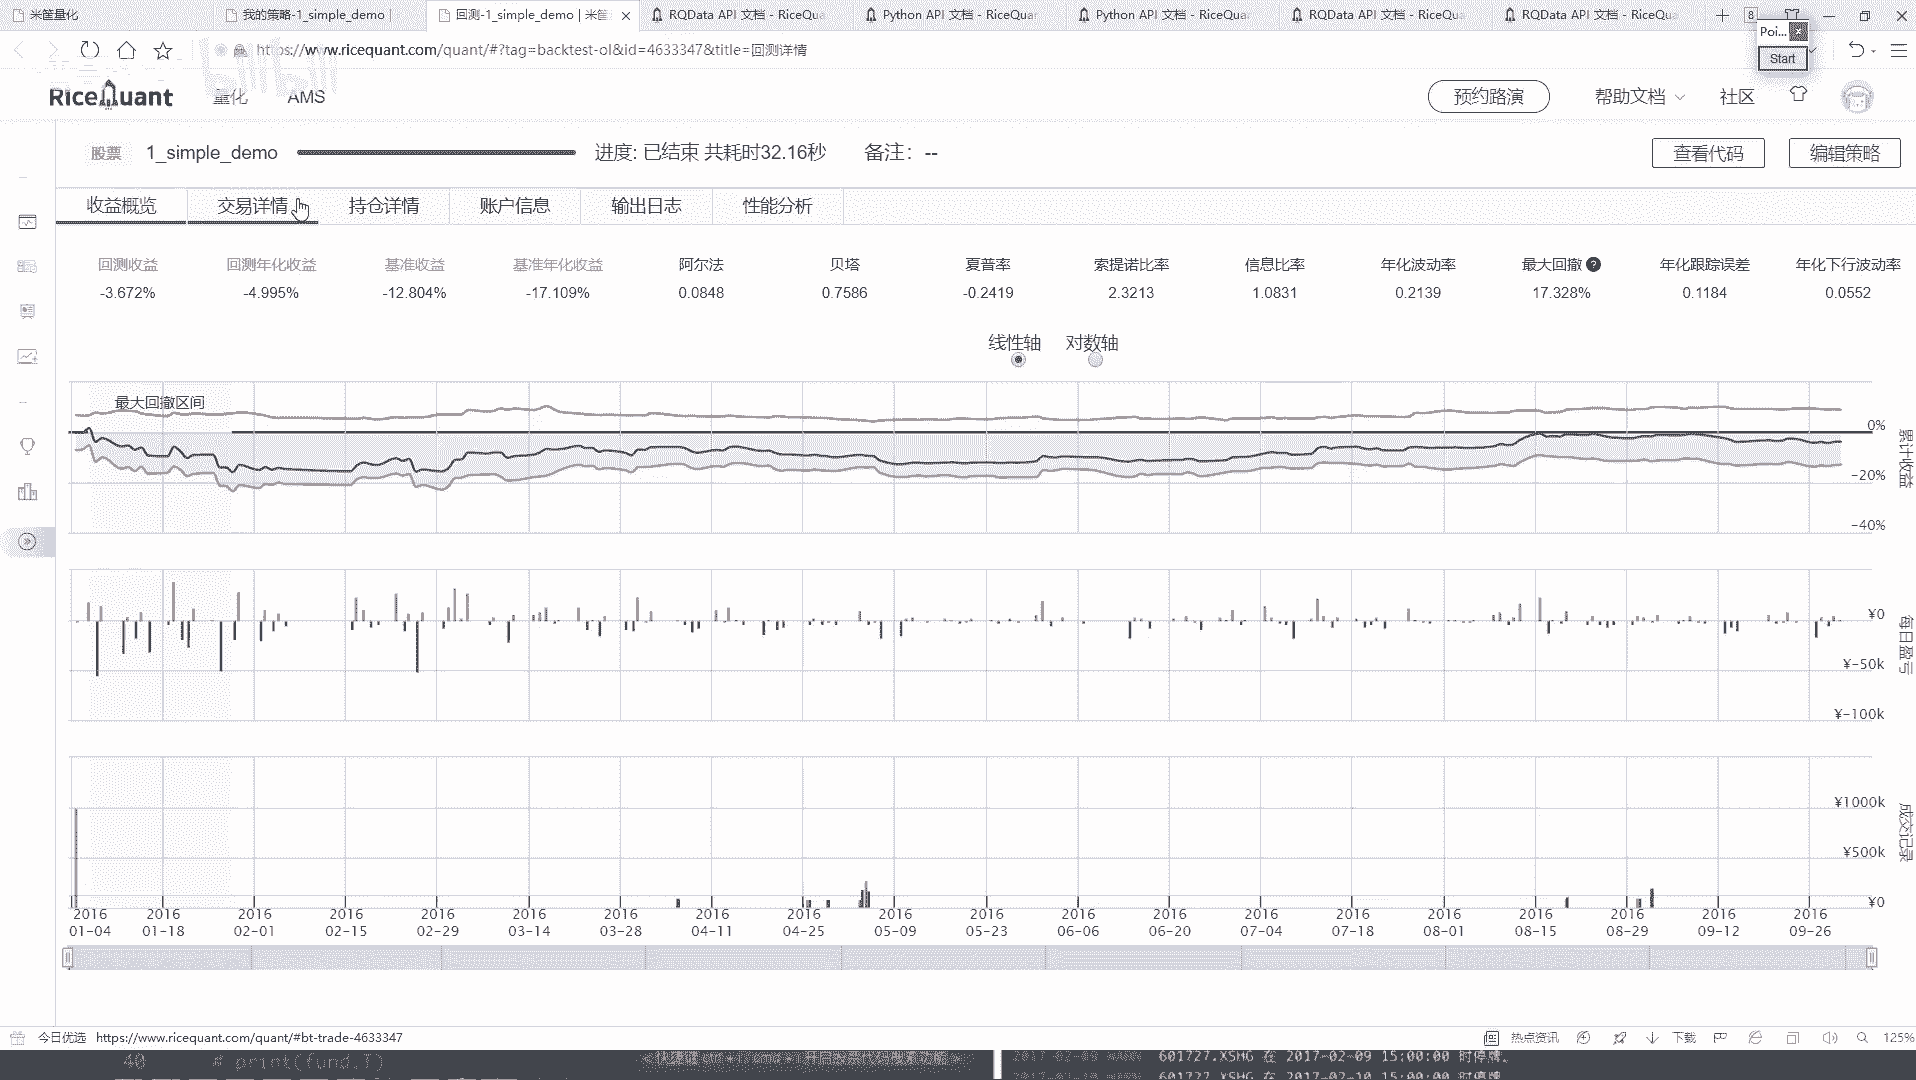 米筐量化
我的策略-1_simple_demo |
回测-1_simple_demo | 米筐
RQData API 文档 - RiceQua
Python API 文档 - RiceQuar
Python API 文档 - RiceQuar
RQData API 文档 - RiceQua
RQData API 文档 - RiceQua
8
Poi...
Start
https://www.ricequant.com/quant/#?tag=backtest-ol&id=4633347&title=回测详情
bilibili
RiceQuant
量化
AMS
预约路演
帮助文档
社区
股票
1_simple_demo
进度: 已结束 共耗时32.16秒
备注: --
查看代码
编辑策略
收益概览
交易详情
持仓详情
账户信息
输出日志
性能分析
回测收益 回测年化收益 基准收益 基准年化收益 阿尔法 贝塔 夏普率 索提诺比率 信息比率 年化波动率 最大回撤 ? 年化跟踪误差 年化下行波动率
-3.672% -4.995% -12.804% -17.109% 0.0848 0.7586 -0.2419 2.3213 1.0831 0.2139 17.328% 0.1184 0.0552
线性轴 对数轴
最大回撤区间
0%
-20%
-40%
累计收益
¥0
¥-50k
¥-100k
每日盈亏
¥1000k
¥500k
¥0
成交记录
2016 2016 2016 2016 2016 2016 2016 2016 2016 2016 2016 2016 2016 2016 2016 2016 2016 2016 2016 2016
01-04 01-18 02-01 02-15 02-29 03-14 03-28 04-11 04-25 05-09 05-23 06-06 06-20 07-04 07-18 08-01 08-15 08-29 09-12 09-26
今日优选
https://www.ricequant.com/quant/#bt-trade-4633347
热点资讯
下载
125%
40 # print(fund.T)
2017-02-09 WARN 601727.XSHG 在 2017-02-09 15:00:00 时停牌。
2017-02-10 WARN 601727.XSHG 在 2017-02-10 15:00:00 时停牌。